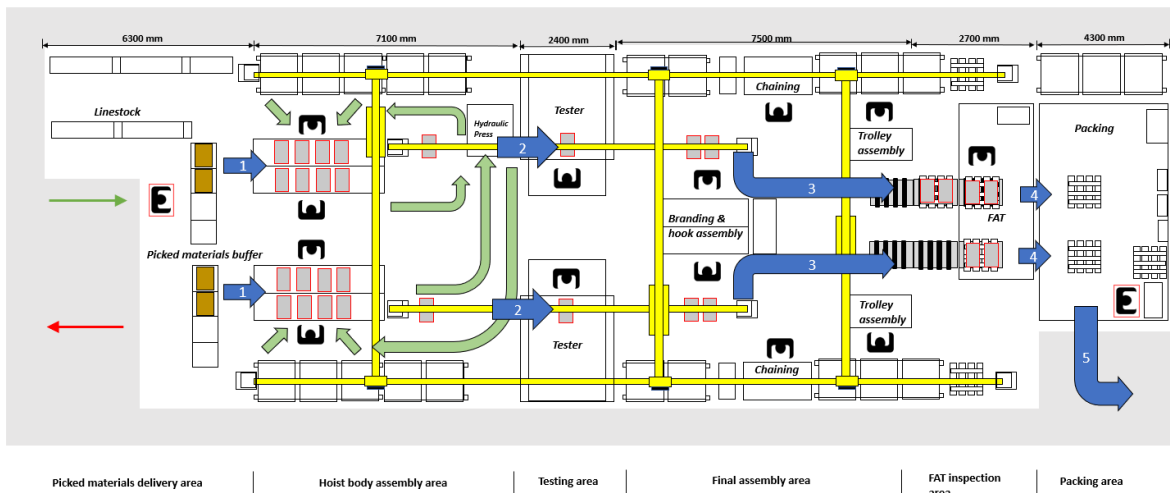 6300 mm
7100 mm
2400 mm
7500 mm
2700 mm
4300 mm
Linestock
Hydraulic
Press
Tester
Chaining
Trolley
assembly
Packing
1
2
3
4
Picked materials buffer
Branding &
hook assembly
FAT
1
2
3
4
Tester
Trolley
assembly
Chaining
5
Picked materials delivery area
Hoist body assembly area
Testing area
Final assembly area
FAT inspection
area
Packing area